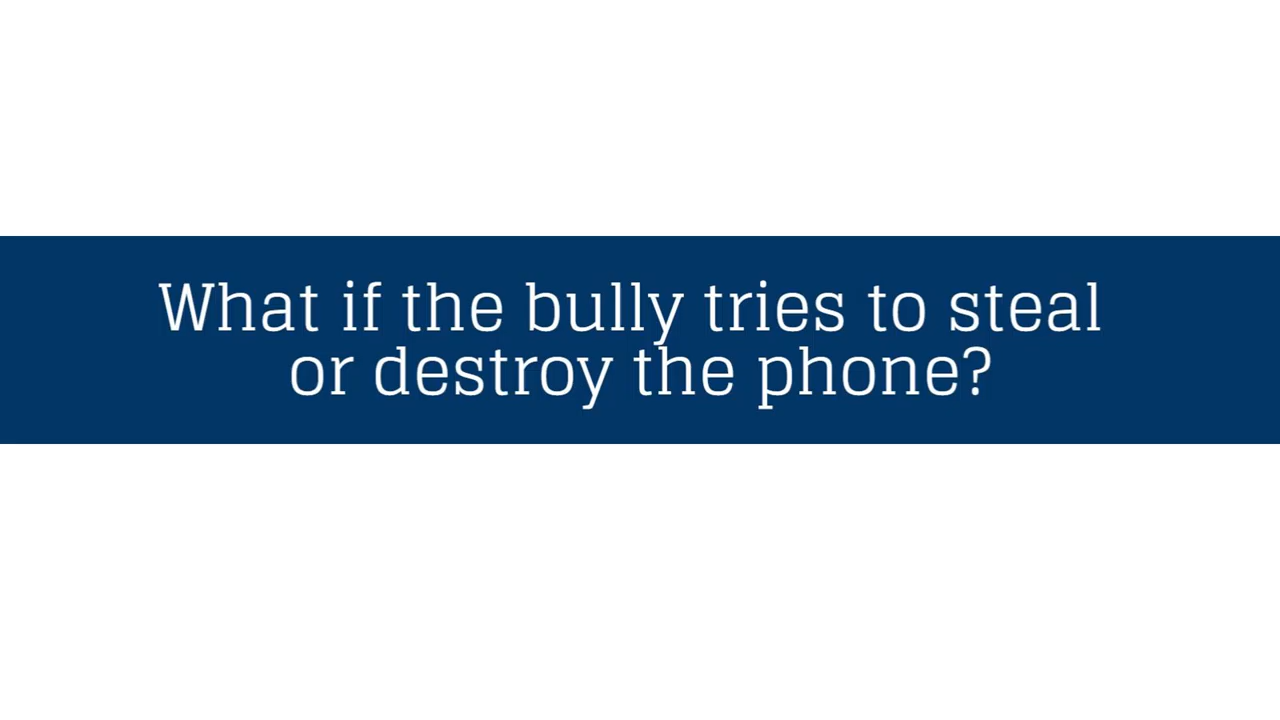 What if the bully tries to steal
or destroy the phone?